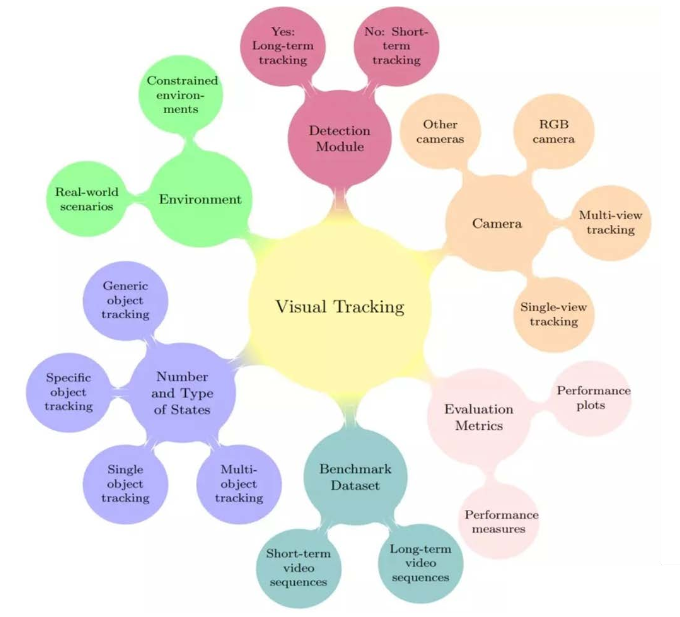 Visual Tracking
Detection
Module
Yes:
Long-term
tracking
No: Short-
term
tracking
Camera
Other
cameras
RGB
camera
Multi-view
tracking
Single-view
tracking
Evaluation
Metrics
Performance
plots
Performance
measures
Benchmark
Dataset
Long-term
video
sequences
Short-term
video
sequences
Number
and Type
of States
Multi-
object
tracking
Single
object
tracking
Specific
object
tracking
Generic
object
tracking
Environment
Real-world
scenarios
Constrained
environ-
ments